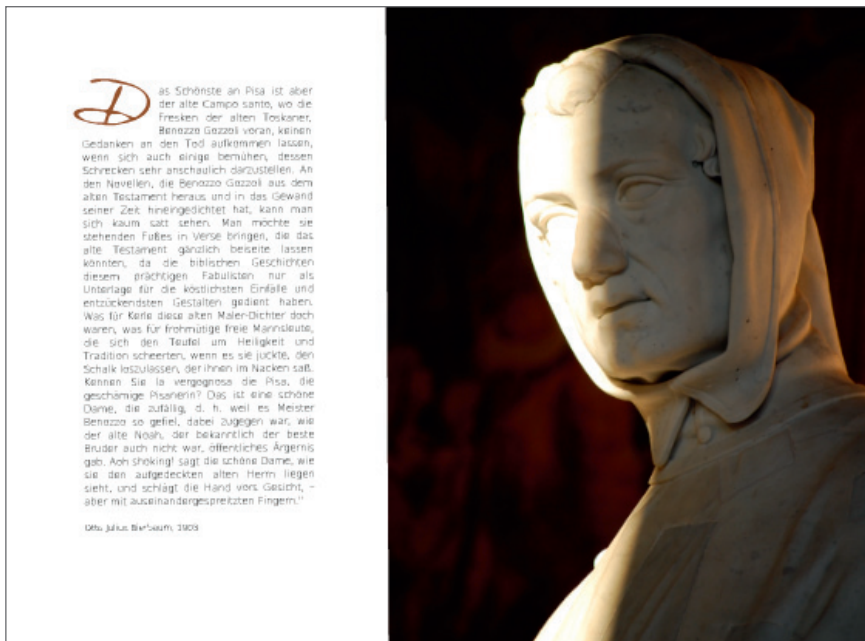 Das Schönste an Pisa ist aber
der alte Campo santo, wo die
Fresken der alten Toskaner,
Benozzo Gozzoli voran, keinen
Gedanken an den Tod aufkommen lassen,
wenn sich auch einige bemühen, dessen
Schrecken sehr anschaulich darzustellen. An
den Novellen, die Benozzo Gozzoli aus dem
alten Testament heraus und in das Gewand
seiner Zeit hineingedichtet hat, kann man
sich kaum satt sehen. Man möchte sie
stehenden Fußes in Verse bringen, die das
alte Testament gänzlich beiseite lassen
könnten, da die biblischen Geschichten
diesem prächtigen Fabulisten nur als
Unterlage für die köstlichsten Einfälle und
entzückendsten Gestalten gedient haben.
Was für Kerle diese alten Maler-Dichter doch
waren, was für frohmütige freie Mannsleute,
die sich den Teufel um Heiligkeit und
Tradition scheerten, wenn es sie juckte, den
Schalk loszulassen, der ihnen im Nacken saß.
Kennen Sie la vergognosa die Pisa, die
geschämige Pisanerin? Das ist eine schöne
Dame, die zufällig, d. h. weil es Meister
Benozzo so gefiel, dabei zugegen war, wie
der alte Noah, der bekanntlich der beste
Bruder auch nicht war, öffentliches Ärgernis
gab. Aoh shoking! sagt die schöne Dame, wie
sie den aufgedeckten alten Herrn liegen
sieht, und schlägt die Hand vors Gesicht, –
aber mit auseinandergespreitzten Fingern."
Otto Julius Bierbaum, 1903